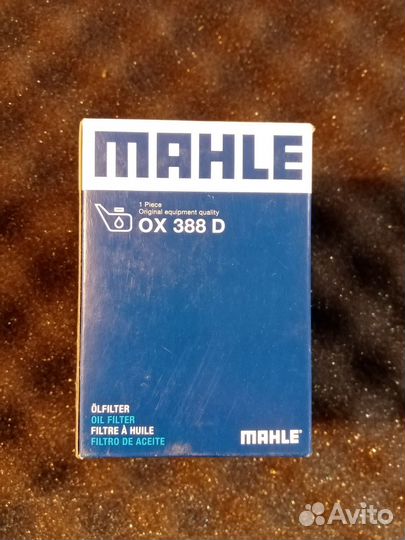 MAHLE
1 Piece
Original equipment quality
OX 388 D
ÖLFILTER
OIL FILTER
FILTRE À HUILE
FILTRO DE ACEITE
MAHLE®
Avito